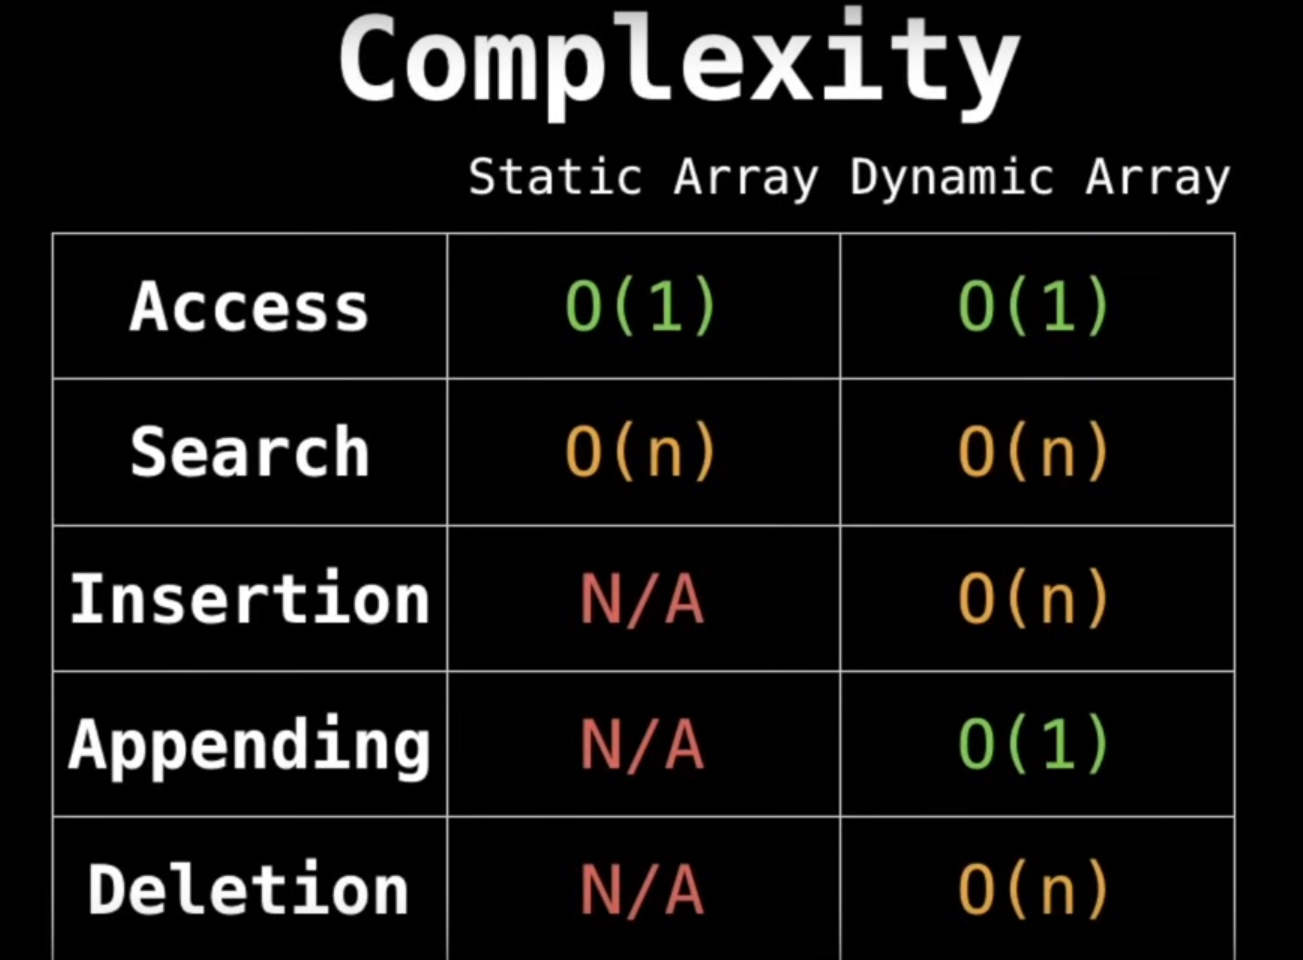 Complexity
Static Array Dynamic Array
Access O(1) O(1)
Search O(n) O(n)
Insertion N/A O(n)
Appending N/A O(1)
Deletion N/A O(n)